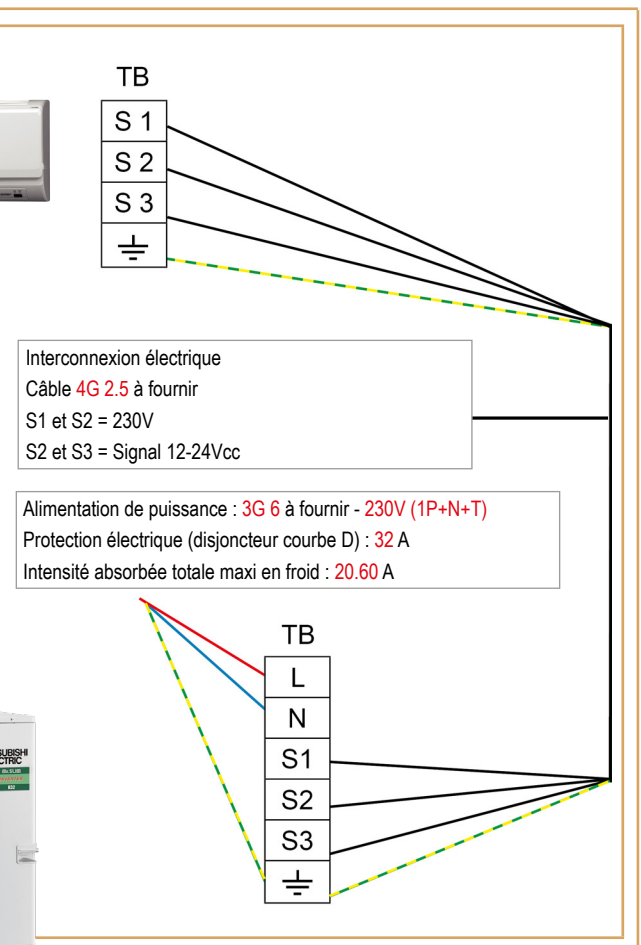 TB
S 1
S 2
S 3
Interconnexion électrique
Câble 4G 2.5 à fournir
S1 et S2 = 230V
S2 et S3 = Signal 12-24Vcc
Alimentation de puissance : 3G 6 à fournir - 230V (1P+N+T)
Protection électrique (disjoncteur courbe D) : 32 A
Intensité absorbée totale maxi en froid : 20.60 A
TB
L
N
S1
S2
S3
SUBISHI
CTRIC